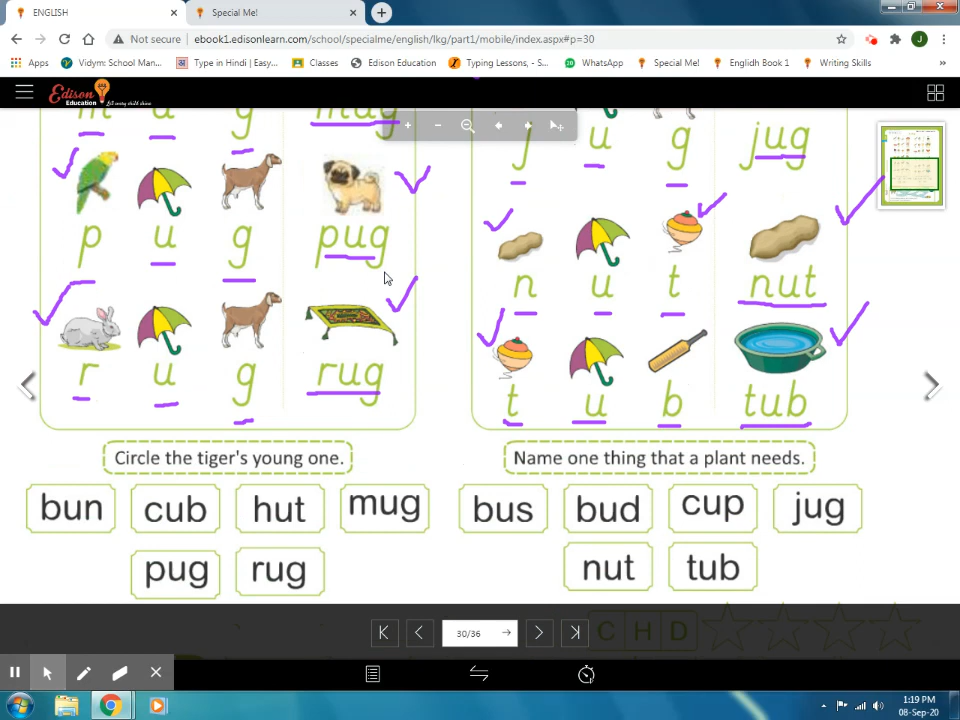 ENGLISH
Special Me!
Not secure
ebook1.edisonlearn.com/school/specialme/english/lkg/part1/mobile/index.aspx#p=30
J
Apps
Vidym: School Man...
Type in Hindi | Easy...
Classes
Edison Education
Typing Lessons, - S...
WhatsApp
Special Me!
Englidh Book 1
Writing Skills
»
Edison
Education
m u g mug
j u g jug
p u g pug
n u t nut
r u g rug
t u b tub
Circle the tiger's young one.
bun cub hut mug
pug rug
Name one thing that a plant needs.
bus bud cup jug
nut tub
C H D
30/36
1:19 PM
08-Sep-20